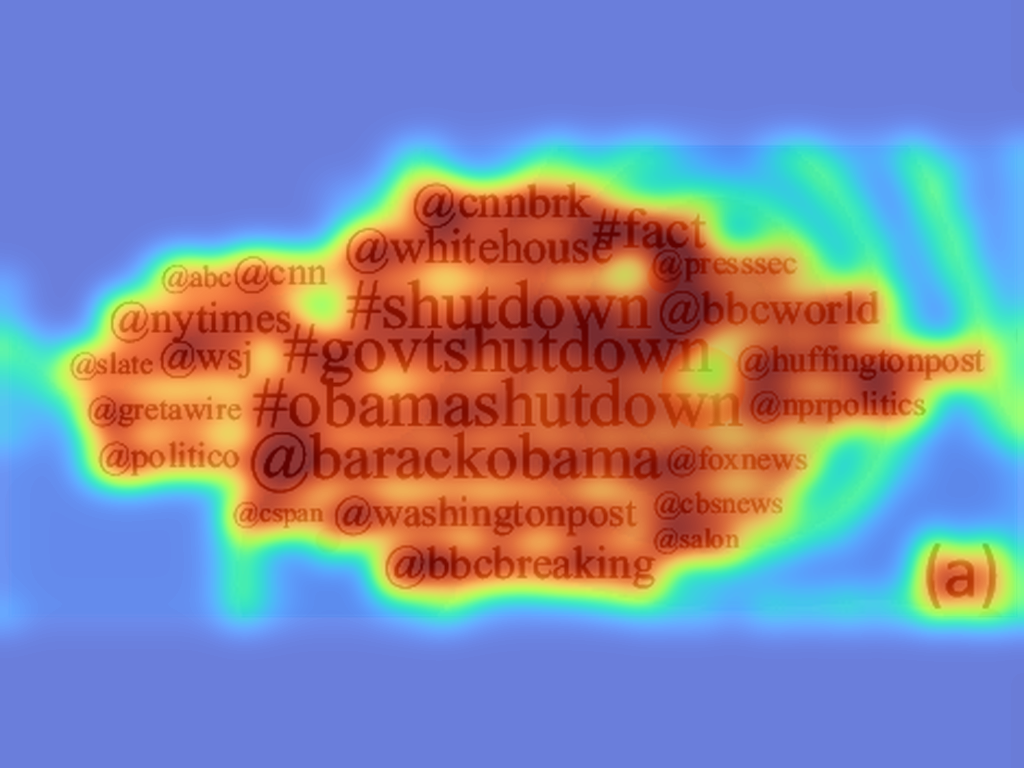 @cnnbrk
#fact
@whitehouse
@presssec
@abc @cnn
#shutdown @bbcworld
@nytimes
#govtshutdown
@slate @wsj
@huffingtonpost
#obamashutdown
@gretawire
@nprpolitics
@politico
@barackobama @foxnews
@cspan @washingtonpost
@cbsnews
@salon
@bbcbreaking
(a)